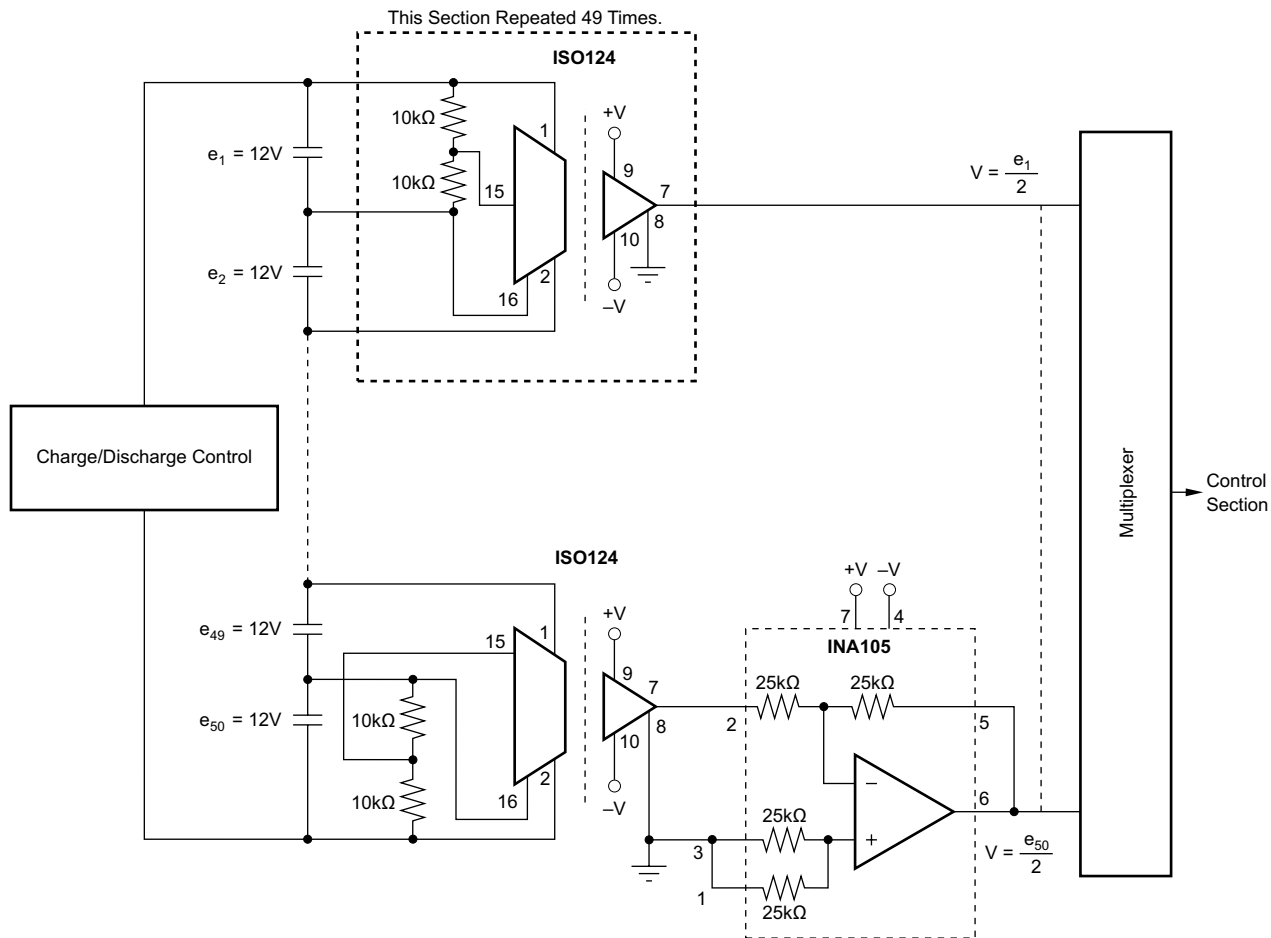 This Section Repeated 49 Times.
ISO124
10kΩ
10kΩ
15
1
2
16
+V
9
7
8
10
–V
e1 = 12V
e2 = 12V
V = e1
2
Charge/Discharge Control
Multiplexer
Control
Section
ISO124
e49 = 12V
e50 = 12V
10kΩ
10kΩ
15
1
2
16
+V
9
7
8
10
–V
+V –V
7 4
INA105
25kΩ 25kΩ
2
5
–
+
6
25kΩ
3
1
25kΩ
V = e50
2